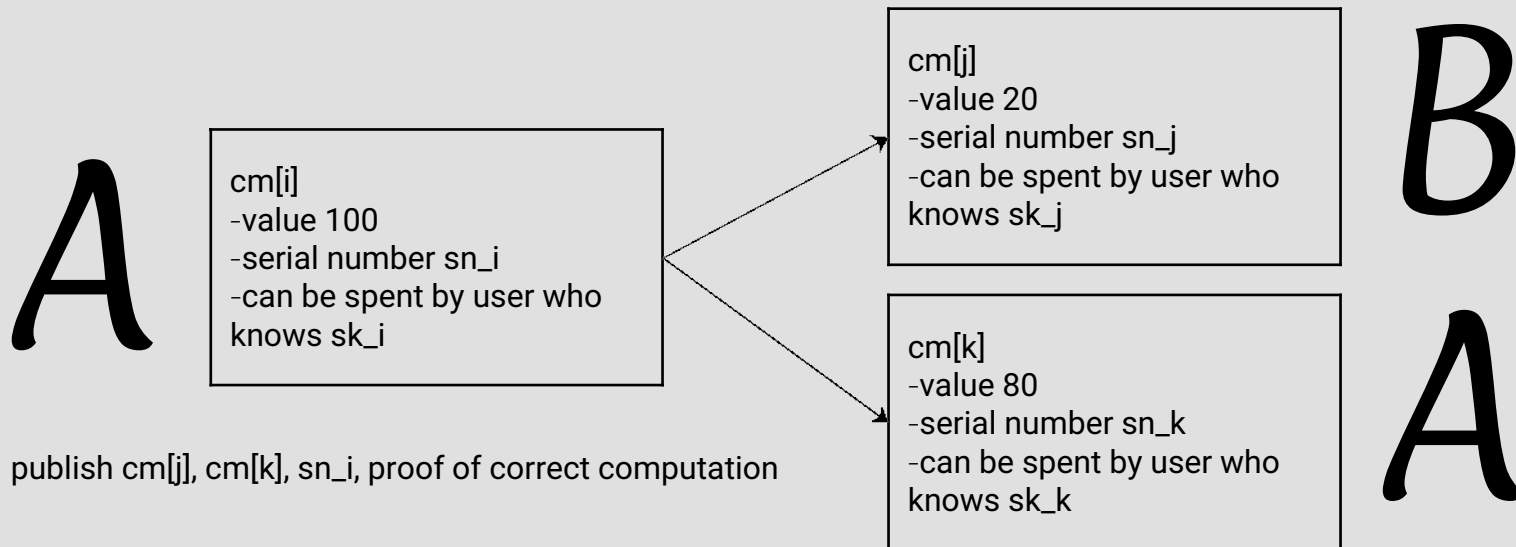 A
cm[i]
-value 100
-serial number sn_i
-can be spent by user who
knows sk_i
cm[j]
-value 20
-serial number sn_j
-can be spent by user who
knows sk_j
B
cm[k]
-value 80
-serial number sn_k
-can be spent by user who
knows sk_k
A
publish cm[j], cm[k], sn_i, proof of correct computation